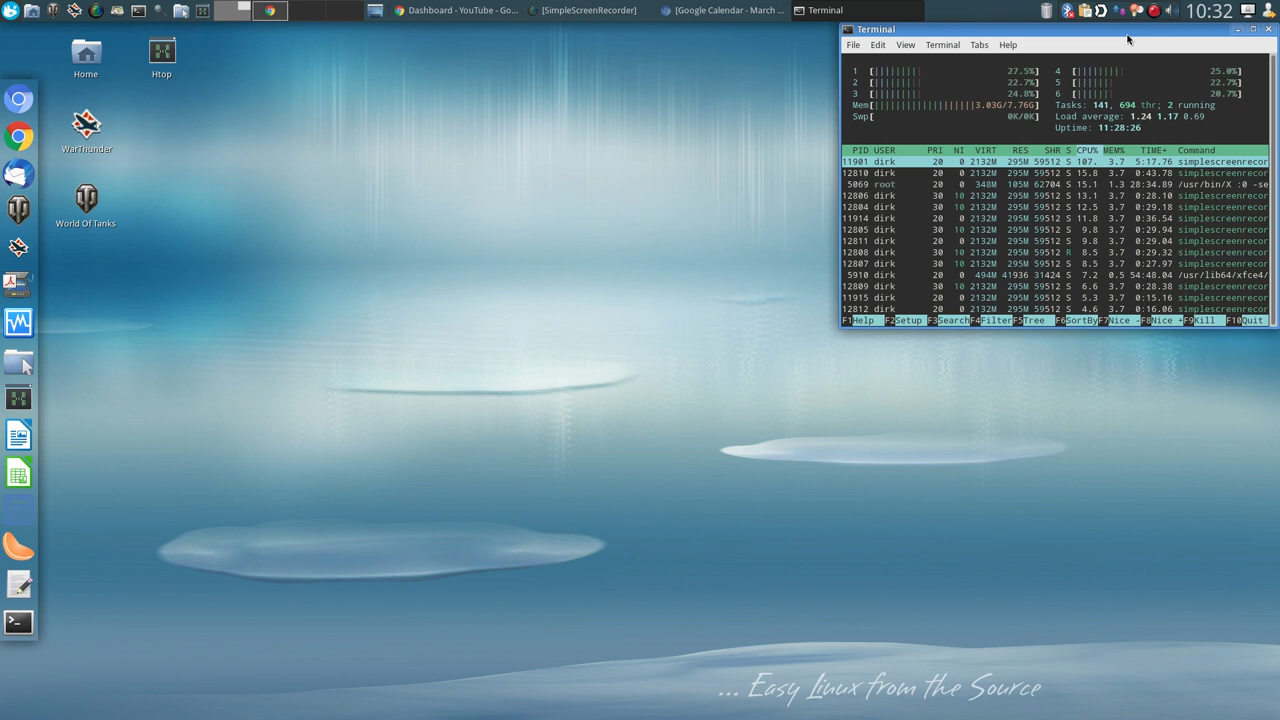 Dashboard - YouTube - Go...
[SimpleScreenRecorder]
[Google Calendar - March ...
Terminal
10:32
Home
Htop
WarThunder
World Of Tanks
Terminal
File Edit View Terminal Tabs Help
1 [|||||||| 27.5%] 4 [||||||||| 25.0%]
2 [|||||||| 22.7%] 5 [||||||| 22.7%]
3 [|||||||| 24.8%] 6 [||||||| 20.7%]
Mem[||||||||||||||||||||3.03G/7.76G] Tasks: 141, 694 thr; 2 running
Swp[ 0K/0K] Load average: 1.24 1.17 0.69
Uptime: 11:28:26
PID USER PRI NI VIRT RES SHR S CPU% MEM% TIME+ Command
11901 dirk 20 0 2132M 295M 59512 S 107. 3.7 5:17.76 simplescreenrecor
12810 dirk 20 0 2132M 295M 59512 S 15.8 3.7 0:43.78 simplescreenrecor
5069 root 20 0 348M 105M 62704 S 15.1 1.3 28:34.89 /usr/bin/X :0 -se
12806 dirk 30 10 2132M 295M 59512 S 13.1 3.7 0:28.10 simplescreenrecor
12804 dirk 30 10 2132M 295M 59512 S 12.5 3.7 0:29.18 simplescreenrecor
11914 dirk 20 0 2132M 295M 59512 S 11.8 3.7 0:36.54 simplescreenrecor
12805 dirk 30 10 2132M 295M 59512 S 9.8 3.7 0:29.94 simplescreenrecor
12811 dirk 20 0 2132M 295M 59512 S 9.8 3.7 0:29.04 simplescreenrecor
12808 dirk 30 10 2132M 295M 59512 R 8.5 3.7 0:29.32 simplescreenrecor
12807 dirk 30 10 2132M 295M 59512 S 8.5 3.7 0:27.97 simplescreenrecor
5910 dirk 20 0 494M 41936 31424 S 7.2 0.5 54:48.04 /usr/lib64/xfce4/
12809 dirk 30 10 2132M 295M 59512 S 6.6 3.7 0:28.38 simplescreenrecor
11915 dirk 20 0 2132M 295M 59512 S 5.3 3.7 0:15.16 simplescreenrecor
12812 dirk 20 0 2132M 295M 59512 S 4.6 3.7 0:16.06 simplescreenrecor
F1Help F2Setup F3SearchF4FilterF5Tree F6SortByF7Nice -F8Nice +F9Kill F10Quit
... Easy Linux from the Source